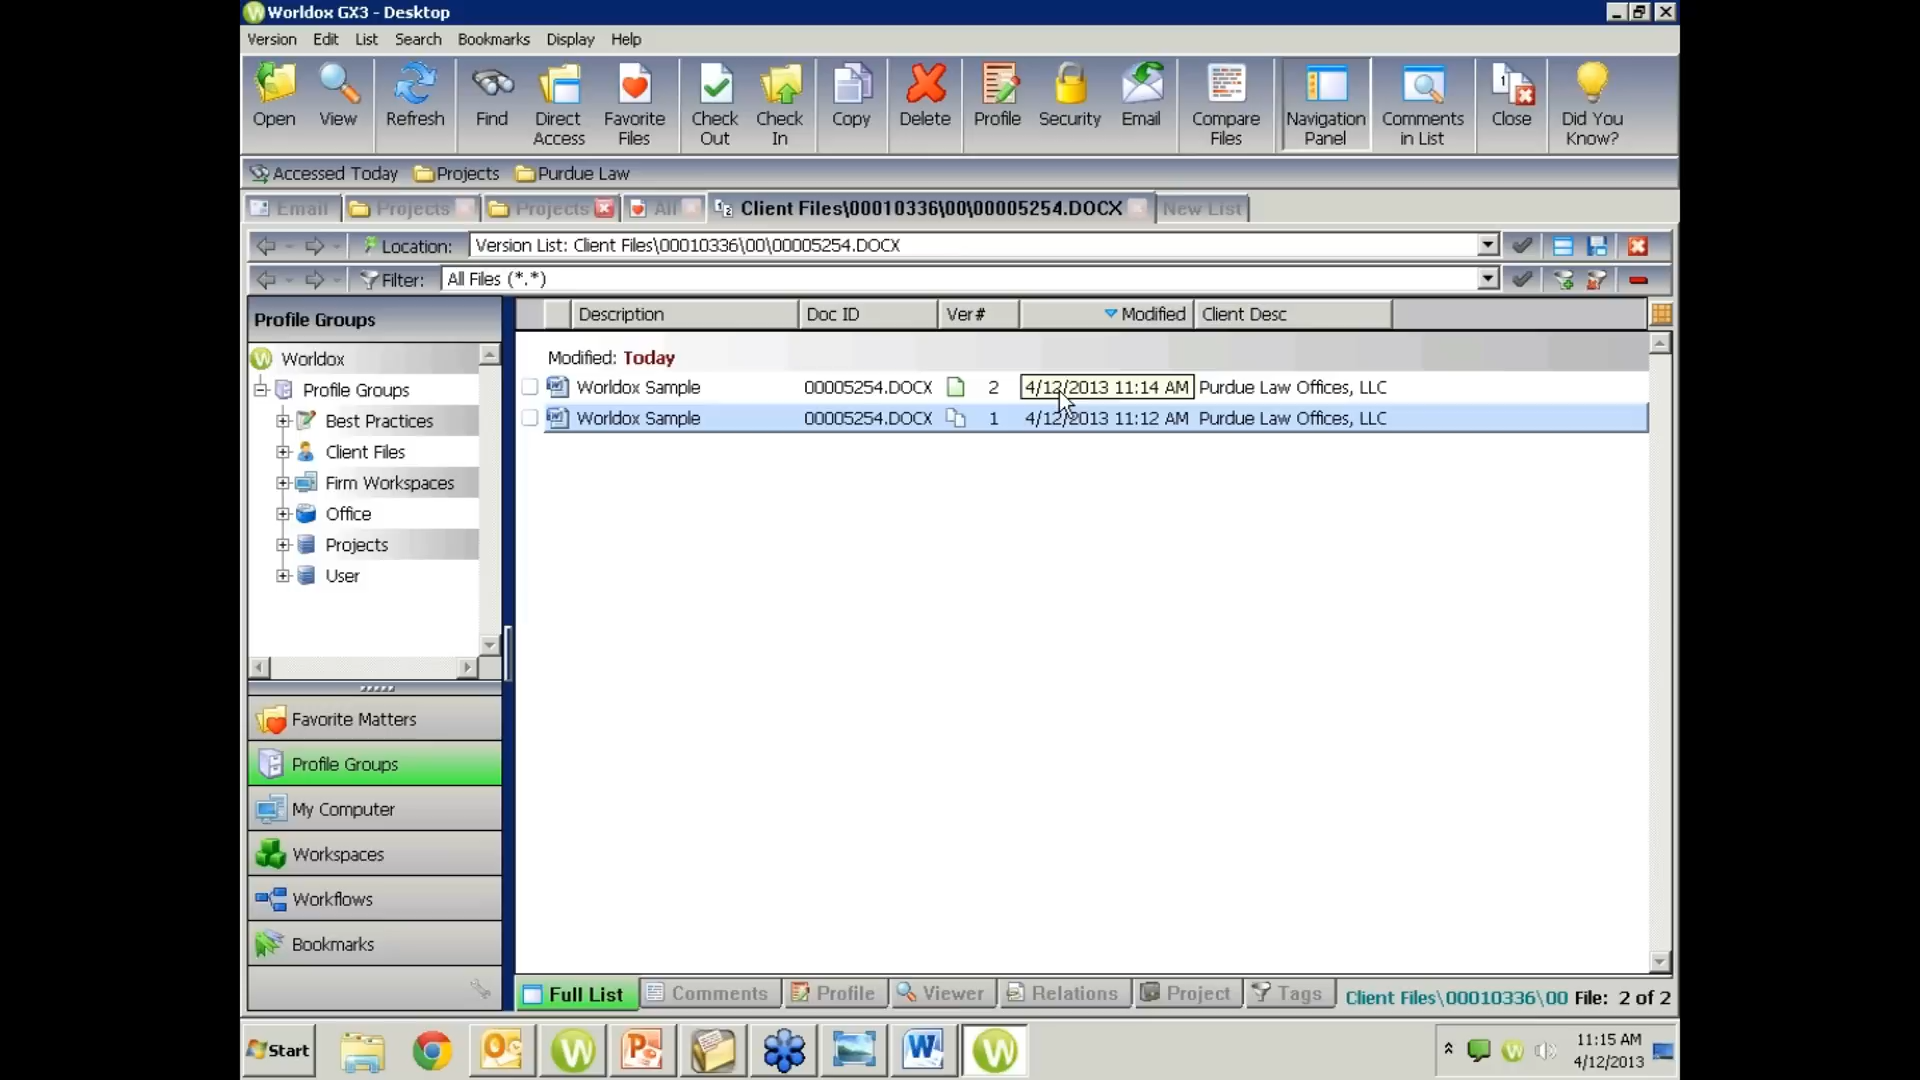 Worldox GX3 - Desktop
Version Edit List Search Bookmarks Display Help
Open View Refresh Find Direct Access Favorite Files Check Out Check In Copy Delete Profile Security Email Compare Files Navigation Panel Comments in List Close Did You Know?
Accessed Today Projects Purdue Law
Email Projects Projects All Client Files\00010336\00\00005254.DOCX New List
Location: Version List: Client Files\00010336\00\00005254.DOCX
Filter: All Files (*.*)
Profile Groups
Worldox
Profile Groups
Best Practices
Client Files
Firm Workspaces
Office
Projects
User
Favorite Matters
Profile Groups
My Computer
Workspaces
Workflows
Bookmarks
Description Doc ID Ver# Modified Client Desc
Modified: Today
Worldox Sample 00005254.DOCX 2 4/12/2013 11:14 AM Purdue Law Offices, LLC
Worldox Sample 00005254.DOCX 1 4/12/2013 11:12 AM Purdue Law Offices, LLC
Full List Comments Profile Viewer Relations Project Tags Client Files\00010336\00 File: 2 of 2
Start
11:15 AM
4/12/2013